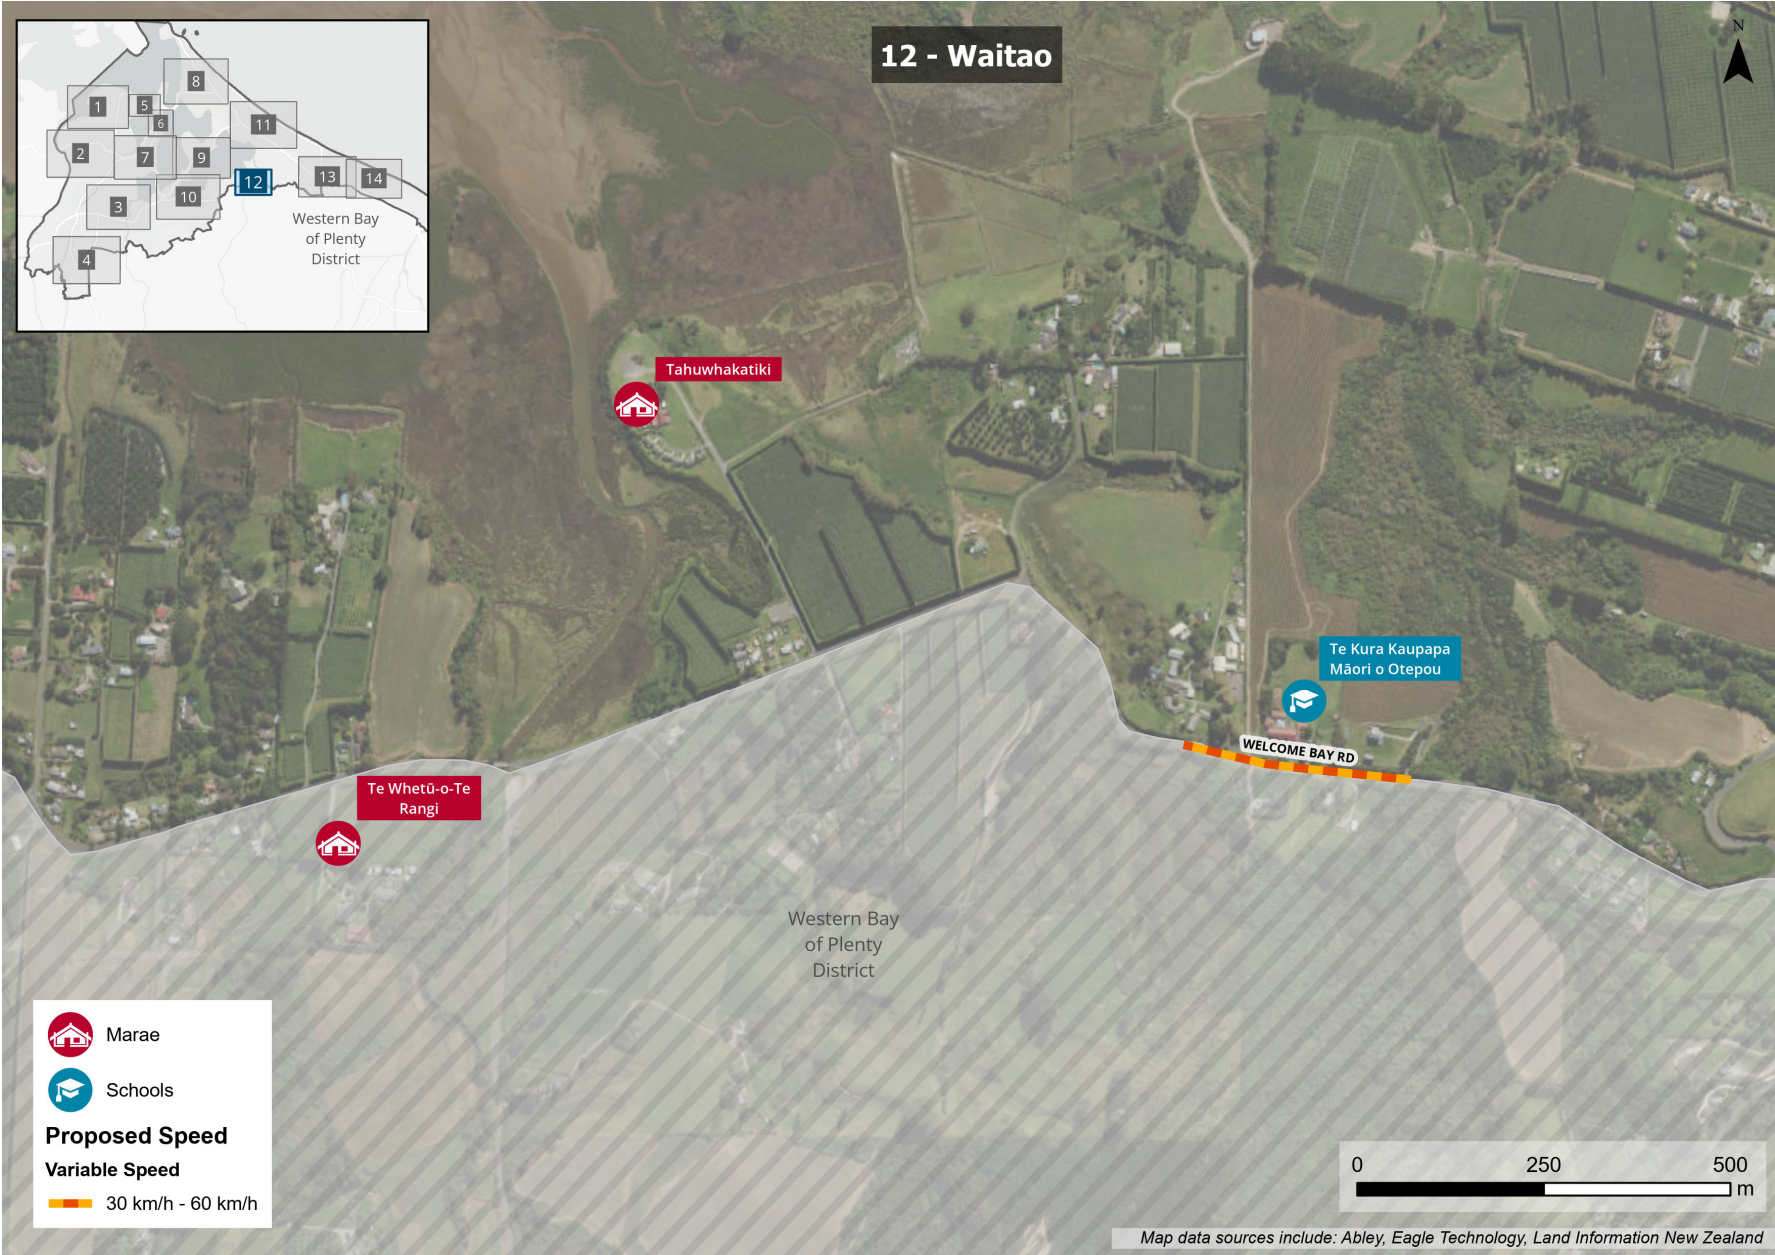 12 - Waitao
N
8
1
5
6
11
2
7
9
12
13
14
3
10
4
Western Bay
of Plenty
District
Tahuwhakatiki
Te Kura Kaupapa
Māori o Otepou
WELCOME BAY RD
Te Whetū-o-Te
Rangi
Western Bay
of Plenty
District
Marae
Schools
Proposed Speed
Variable Speed
30 km/h - 60 km/h
0 250 500
m
Map data sources include: Abley, Eagle Technology, Land Information New Zealand